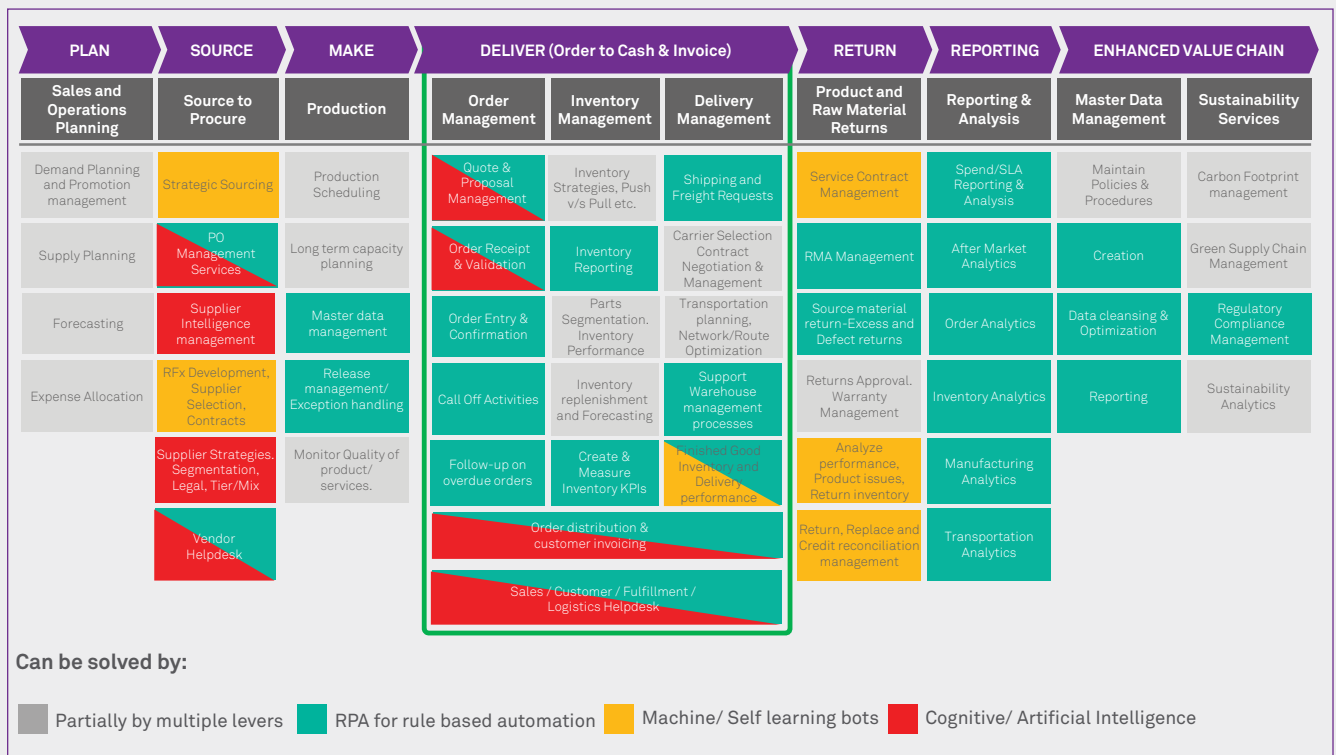 PLAN
SOURCE
MAKE
DELIVER (Order to Cash & Invoice)
RETURN
REPORTING
ENHANCED VALUE CHAIN
Sales and
Operations
Planning
Source to
Procure
Production
Order
Management
Inventory
Management
Delivery
Management
Product and
Raw Material
Returns
Reporting &
Analysis
Master Data
Management
Sustainability
Services
Demand Planning
and Promotion
management
Strategic Sourcing
Production
Scheduling
Quote &
Proposal
Management
Inventory
Strategies, Push
v/s Pull etc.
Shipping and
Freight Requests
Service Contract
Management
Spend/SLA
Reporting &
Analysis
Maintain
Policies &
Procedures
Carbon Footprint
management
Supply Planning
PO
Management
Services
Long term capacity
planning
Order Receipt
& Validation
Inventory
Reporting
Carrier Selection
Contract
Negotiation &
Management
RMA Management
After Market
Analytics
Creation
Green Supply Chain
Management
Forecasting
Supplier
Intelligence
management
Master data
management
Order Entry &
Confirmation
Parts
Segmentation.
Inventory
Performance
Transportation
planning,
Network/Route
Optimization
Source material
return-Excess and
Defect returns
Order Analytics
Data cleansing &
Optimization
Regulatory
Compliance
Management
Expense Allocation
RFx Development,
Supplier
Selection,
Contracts
Release
management/
Exception handling
Call Off Activities
Inventory
replenishment
and Forecasting
Support
Warehouse
management
processes
Returns Approval.
Warranty
Management
Inventory Analytics
Reporting
Sustainability
Analytics
Supplier Strategies.
Segmentation,
Legal, Tier/Mix
Monitor Quality of
product/
services.
Follow-up on
overdue orders
Create &
Measure
Inventory KPIs
Finished Good
Inventory and
Delivery
performance
Analyze
performance,
Product issues,
Return inventory
Manufacturing
Analytics
Vendor
Helpdesk
Order distribution &
customer invoicing
Return, Replace and
Credit reconciliation
management
Transportation
Analytics
Sales / Customer / Fulfillment /
Logistics Helpdesk
Can be solved by:
Partially by multiple levers
RPA for rule based automation
Machine/ Self learning bots
Cognitive/ Artificial Intelligence